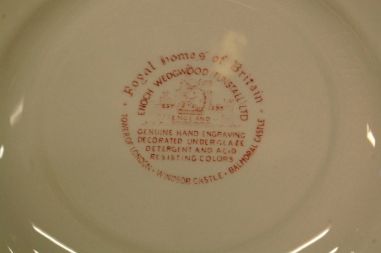 Royal Homes of Britain
ENOCH WEDGWOOD (TUNSTALL) LTD.
EST
ENGLAND
GENUINE HAND ENGRAVING
DECORATED UNDERGLAZE
DETERGENT AND ACID
RESISTING COLORS
TOWER OF LONDON • WINDSOR CASTLE • BALMORAL CASTLE